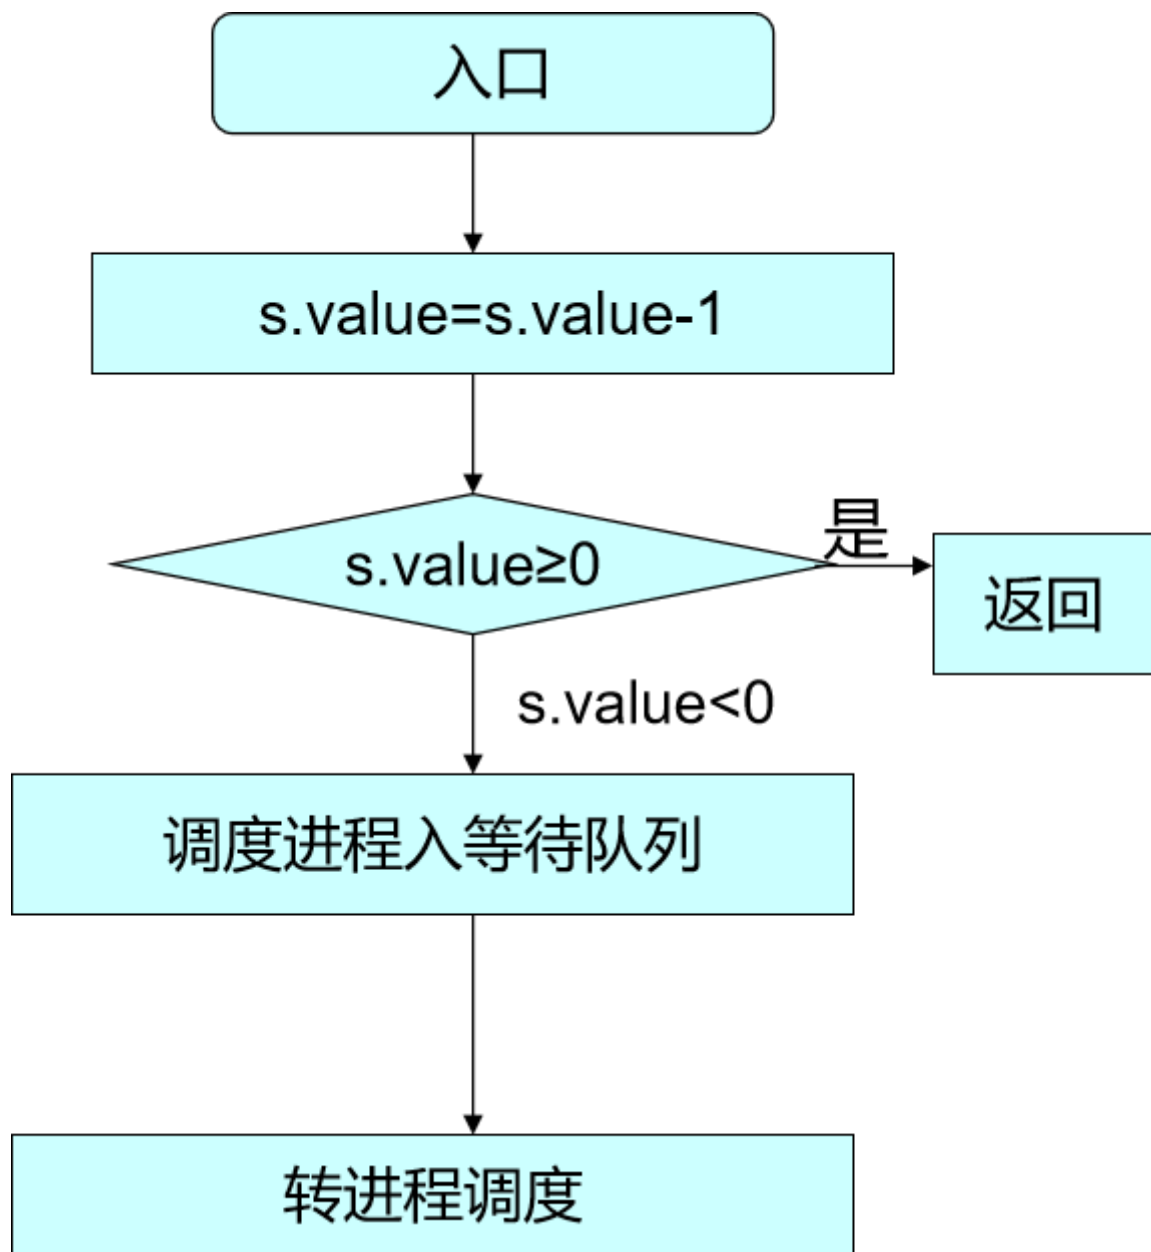 入口
s.value=s.value-1
s.value≥0
是
返回
s.value<0
调度进程入等待队列
转进程调度